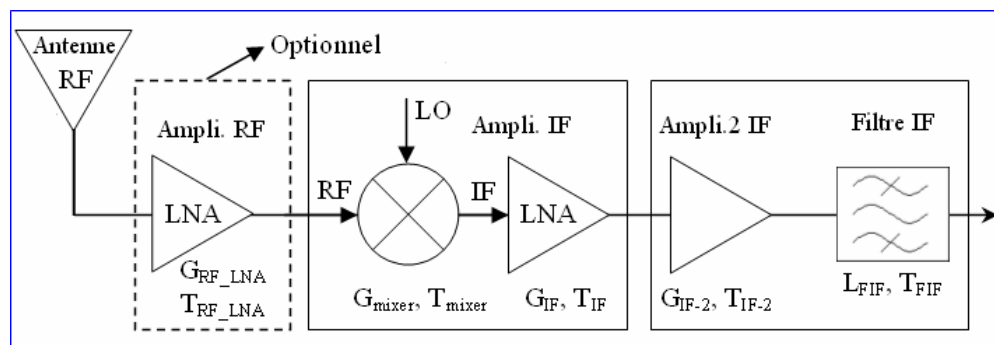 Antenne
RF
Optionnel
Ampli. RF
LNA
G_RF_LNA
T_RF_LNA
RF
LO
IF
Ampli. IF
LNA
G_mixer, T_mixer
G_IF, T_IF
Ampli.2 IF
G_IF-2, T_IF-2
Filtre IF
L_FIF, T_FIF